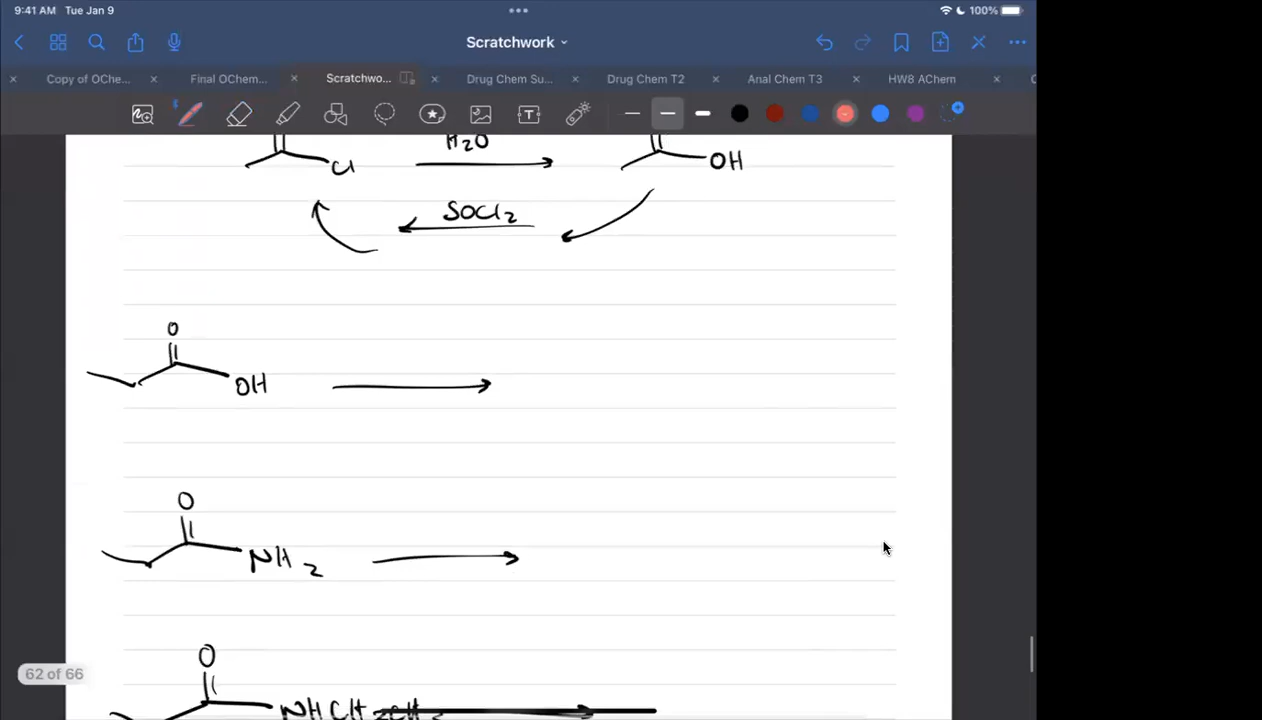 9:41 AM Tue Jan 9 100%
Scratchwork
Copy of OChe... Final OChem... Scratchwo... Drug Chem Su... Drug Chem T2 Anal Chem T3 HW8 AChem
H2O
Cl OH
SOCl2
O
OH
O
NH2
62 of 66
O
NHCH2CH3